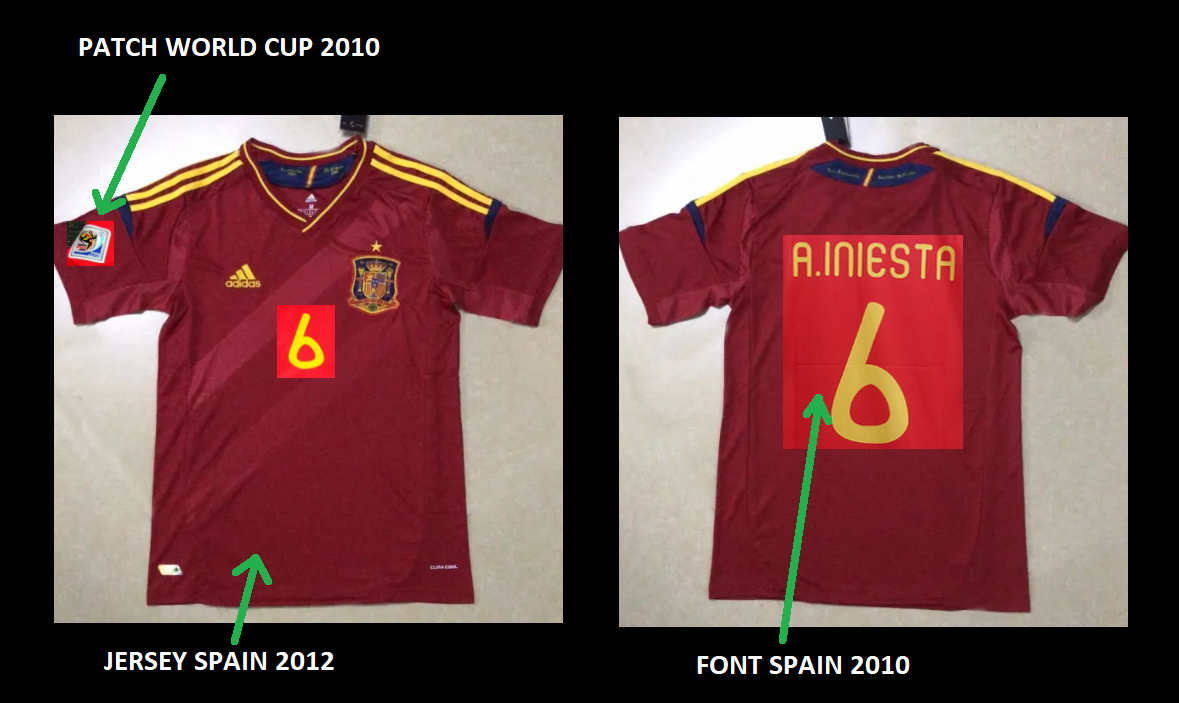 PATCH WORLD CUP 2010
adidas
6
A.INIESTA
6
JERSEY SPAIN 2012
FONT SPAIN 2010